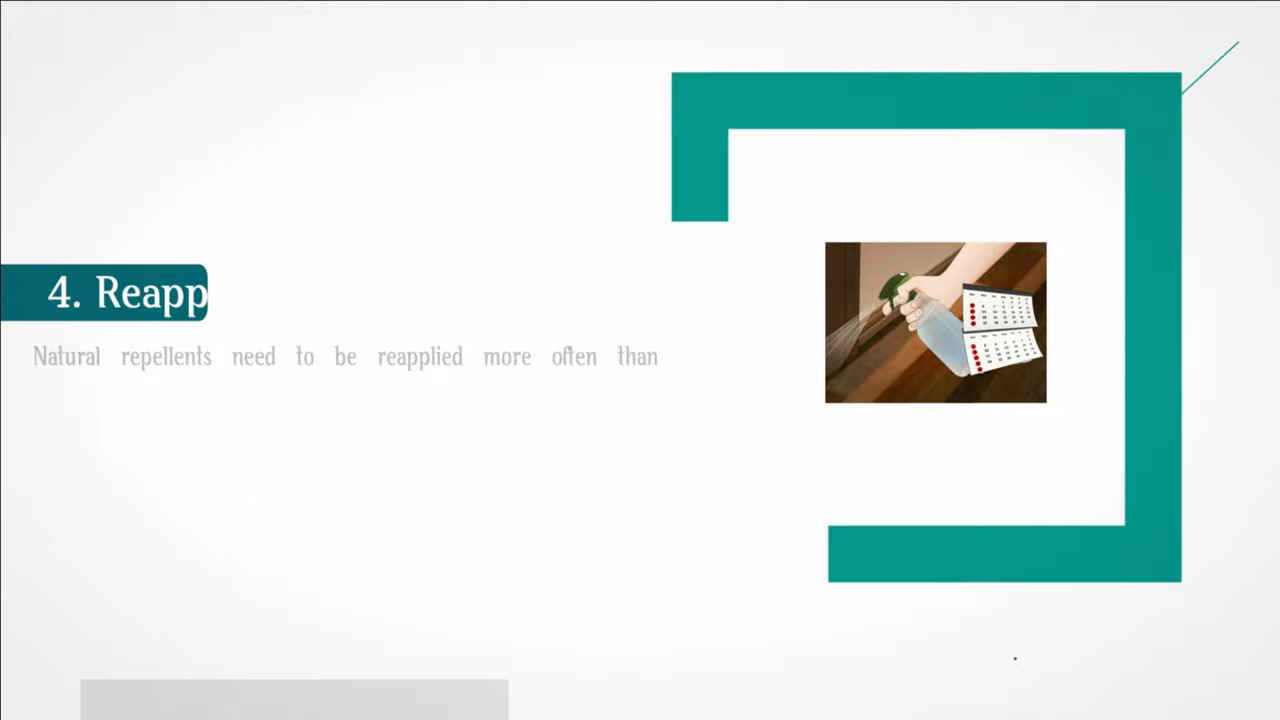 4. Reapp
Natural repellents need to be reapplied more often than